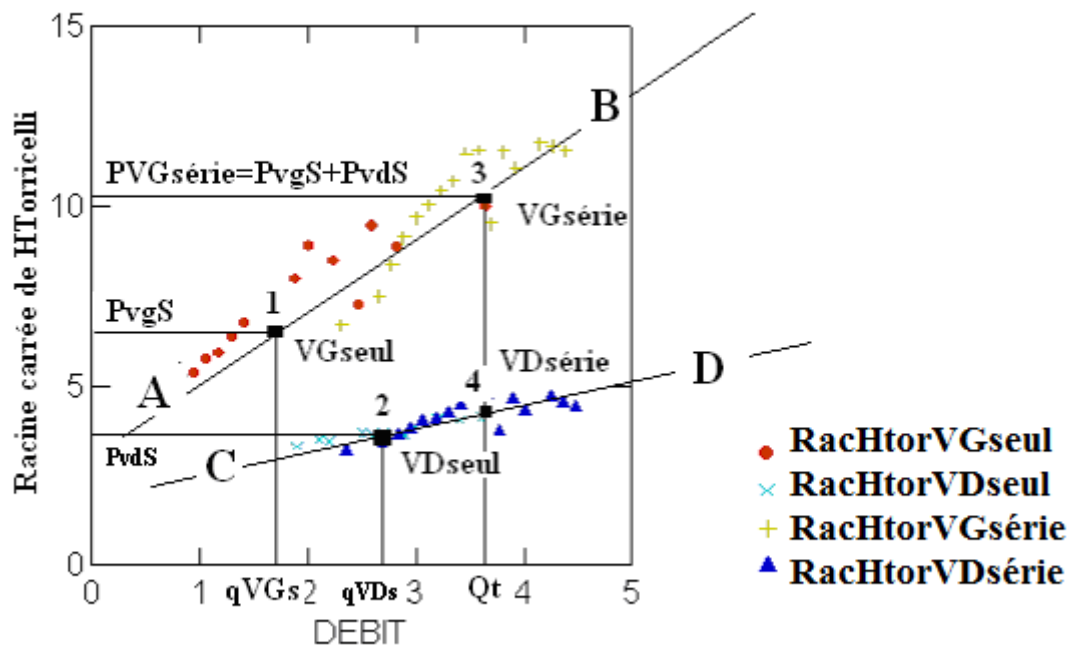 15
B
PVGsérie=PvgS+PvdS
3
10
VGsérie
PvgS
1
VGseul
VDsérie
D
5
A
4
2
PvdS
C
VDseul
0
0
1
qVGs
2
qVDs
3
Qt
4
5
DEBIT
Racine carrée de HTorricelli
RacHtorVGseul
RacHtorVDseul
RacHtorVGsérie
RacHtorVDsérie